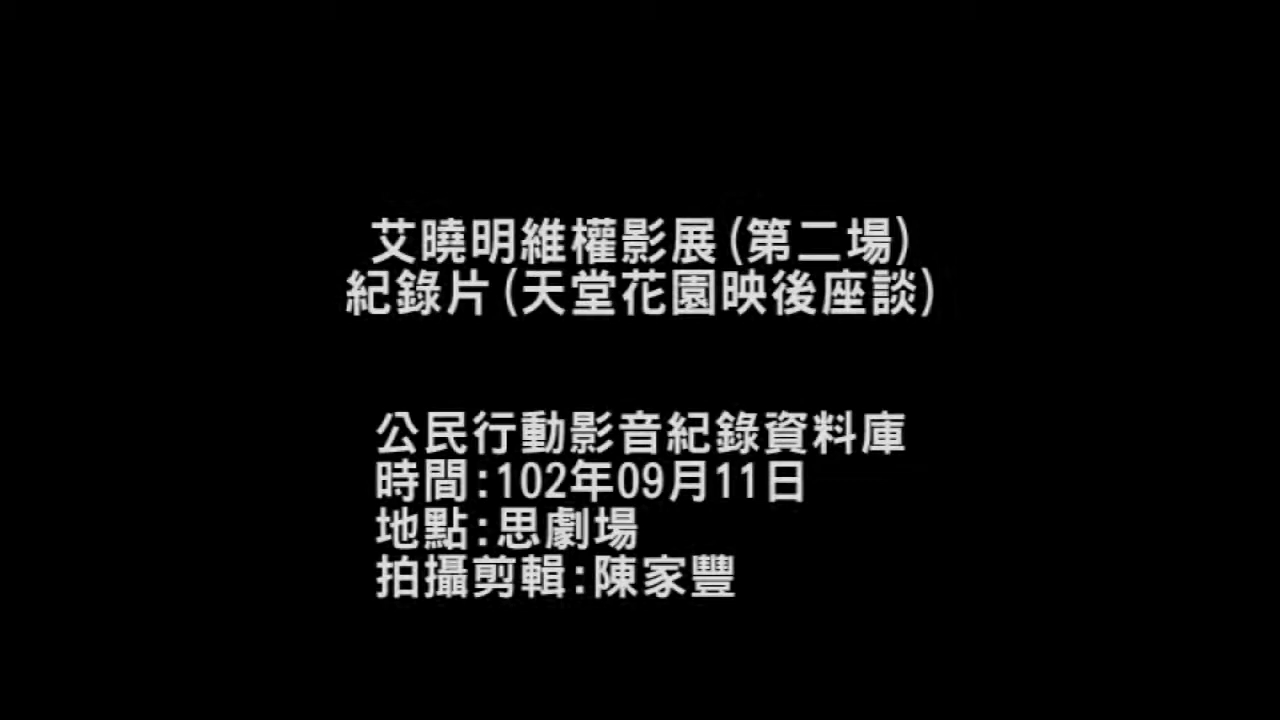 艾曉明維權影展(第二場)
紀錄片(天堂花園映後座談)
公民行動影音紀錄資料庫
時間:102年09月11日
地點:思劇場
拍攝剪輯:陳家豐